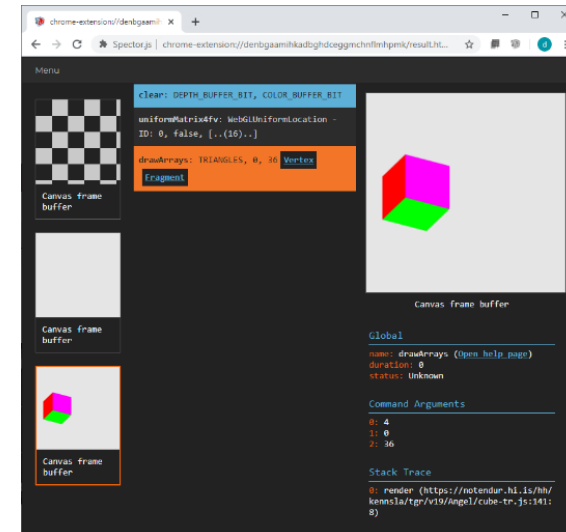 chrome-extension://denbgaamih
Spector.js | chrome-extension://denbgaamihkadbghdceggmchnflmhpmk/result.ht...
d
Menu
Canvas frame
buffer
Canvas frame
buffer
Canvas frame
buffer
clear: DEPTH_BUFFER_BIT, COLOR_BUFFER_BIT
uniformMatrix4fv: WebGLUniformLocation -
ID: 0, false, [..(16)..]
drawArrays: TRIANGLES, 0, 36 Vertex
Fragment
Canvas frame buffer
Global
name: drawArrays (Open help page)
duration: 0
status: Unknown
Command Arguments
0: 4
1: 0
2: 36
Stack Trace
0: render (https://notendur.hi.is/hh/
kennsla/tgr/v19/Angel/cube-tr.js:141:
8)